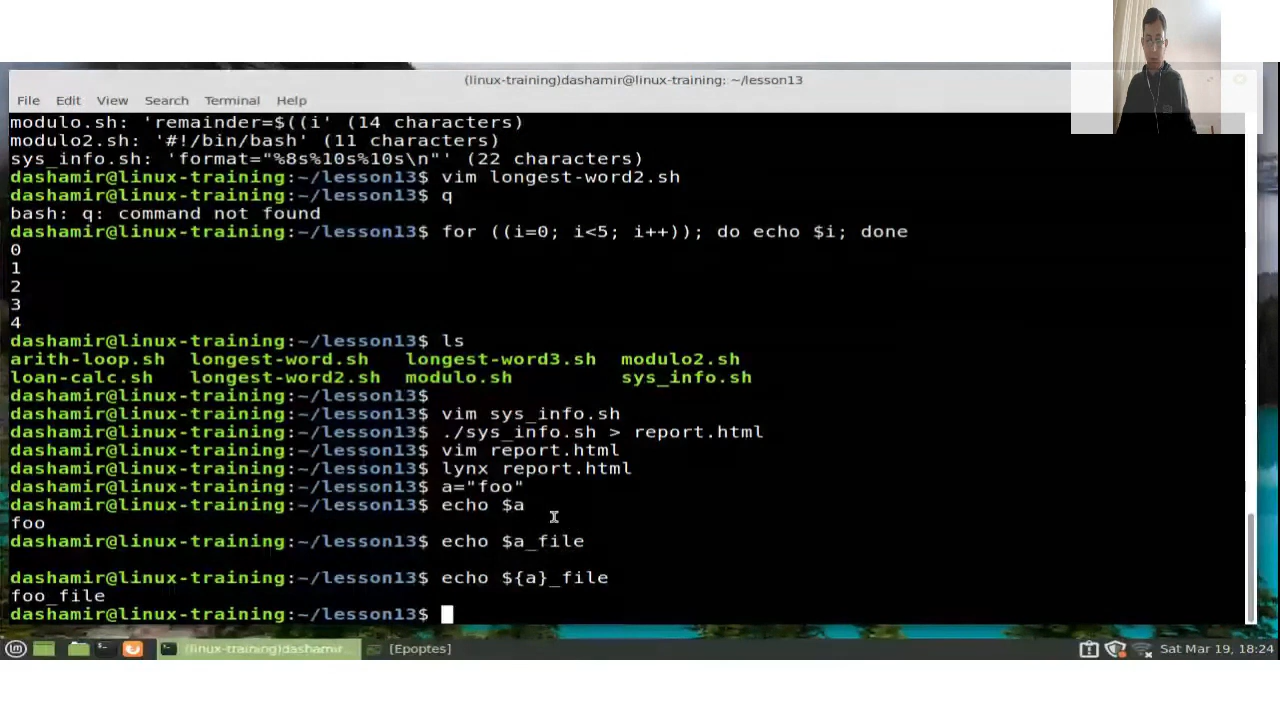 (linux-training)dashamir@linux-training: ~/lesson13
File Edit View Search Terminal Help
modulo.sh: 'remainder=$((i' (14 characters)
modulo2.sh: '#!/bin/bash' (11 characters)
sys_info.sh: 'format="%8s%10s%10s\n"' (22 characters)
dashamir@linux-training:~/lesson13$ vim longest-word2.sh
dashamir@linux-training:~/lesson13$ q
bash: q: command not found
dashamir@linux-training:~/lesson13$ for ((i=0; i<5; i++)); do echo $i; done
0
1
2
3
4
dashamir@linux-training:~/lesson13$ ls
arith-loop.sh longest-word.sh longest-word3.sh modulo2.sh
loan-calc.sh longest-word2.sh modulo.sh sys_info.sh
dashamir@linux-training:~/lesson13$
dashamir@linux-training:~/lesson13$ vim sys_info.sh
dashamir@linux-training:~/lesson13$ ./sys_info.sh > report.html
dashamir@linux-training:~/lesson13$ vim report.html
dashamir@linux-training:~/lesson13$ lynx report.html
dashamir@linux-training:~/lesson13$ a="foo"
dashamir@linux-training:~/lesson13$ echo $a
foo
dashamir@linux-training:~/lesson13$ echo $a_file
dashamir@linux-training:~/lesson13$ echo ${a}_file
foo_file
dashamir@linux-training:~/lesson13$
(linux-training)dashamir... [Epoptes] Sat Mar 19, 18:24